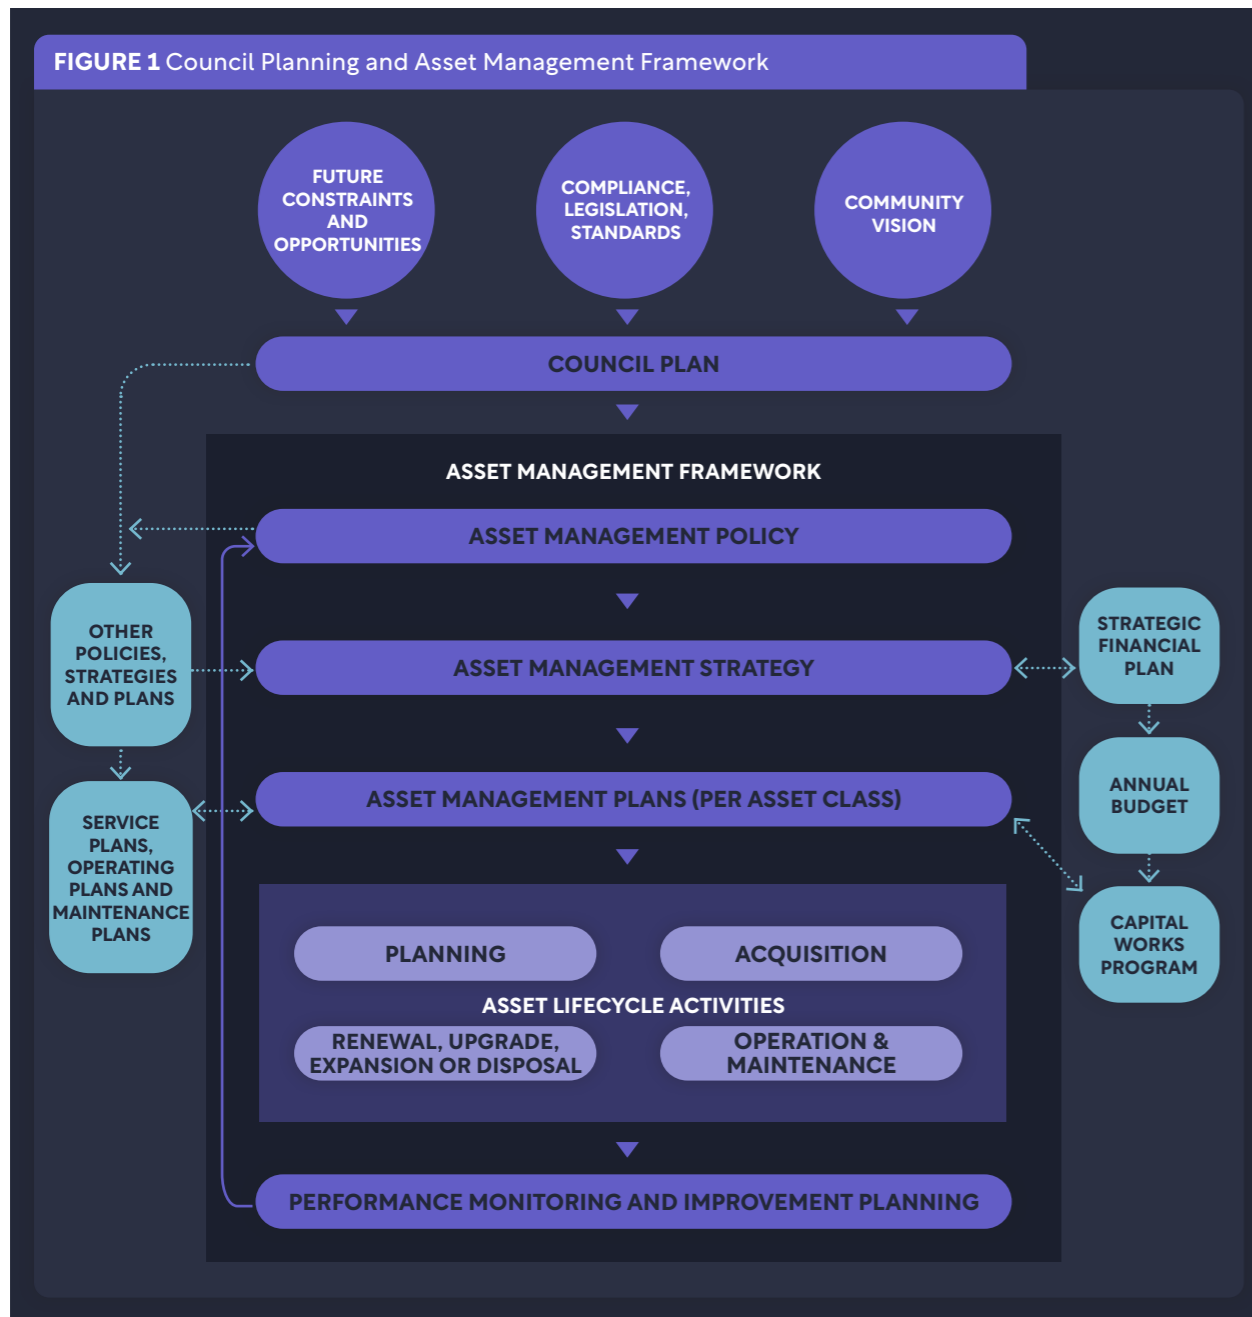 FIGURE 1 Council Planning and Asset Management Framework
FUTURE
CONSTRAINTS
AND
OPPORTUNITIES
COMPLIANCE,
LEGISLATION,
STANDARDS
COMMUNITY
VISION
COUNCIL PLAN
ASSET MANAGEMENT FRAMEWORK
ASSET MANAGEMENT POLICY
OTHER
POLICIES,
STRATEGIES
AND PLANS
ASSET MANAGEMENT STRATEGY
STRATEGIC
FINANCIAL
PLAN
ASSET MANAGEMENT PLANS (PER ASSET CLASS)
ANNUAL
BUDGET
SERVICE
PLANS,
OPERATING
PLANS AND
MAINTENANCE
PLANS
CAPITAL
WORKS
PROGRAM
PLANNING
ACQUISITION
ASSET LIFECYCLE ACTIVITIES
RENEWAL, UPGRADE,
EXPANSION OR DISPOSAL
OPERATION &
MAINTENANCE
PERFORMANCE MONITORING AND IMPROVEMENT PLANNING